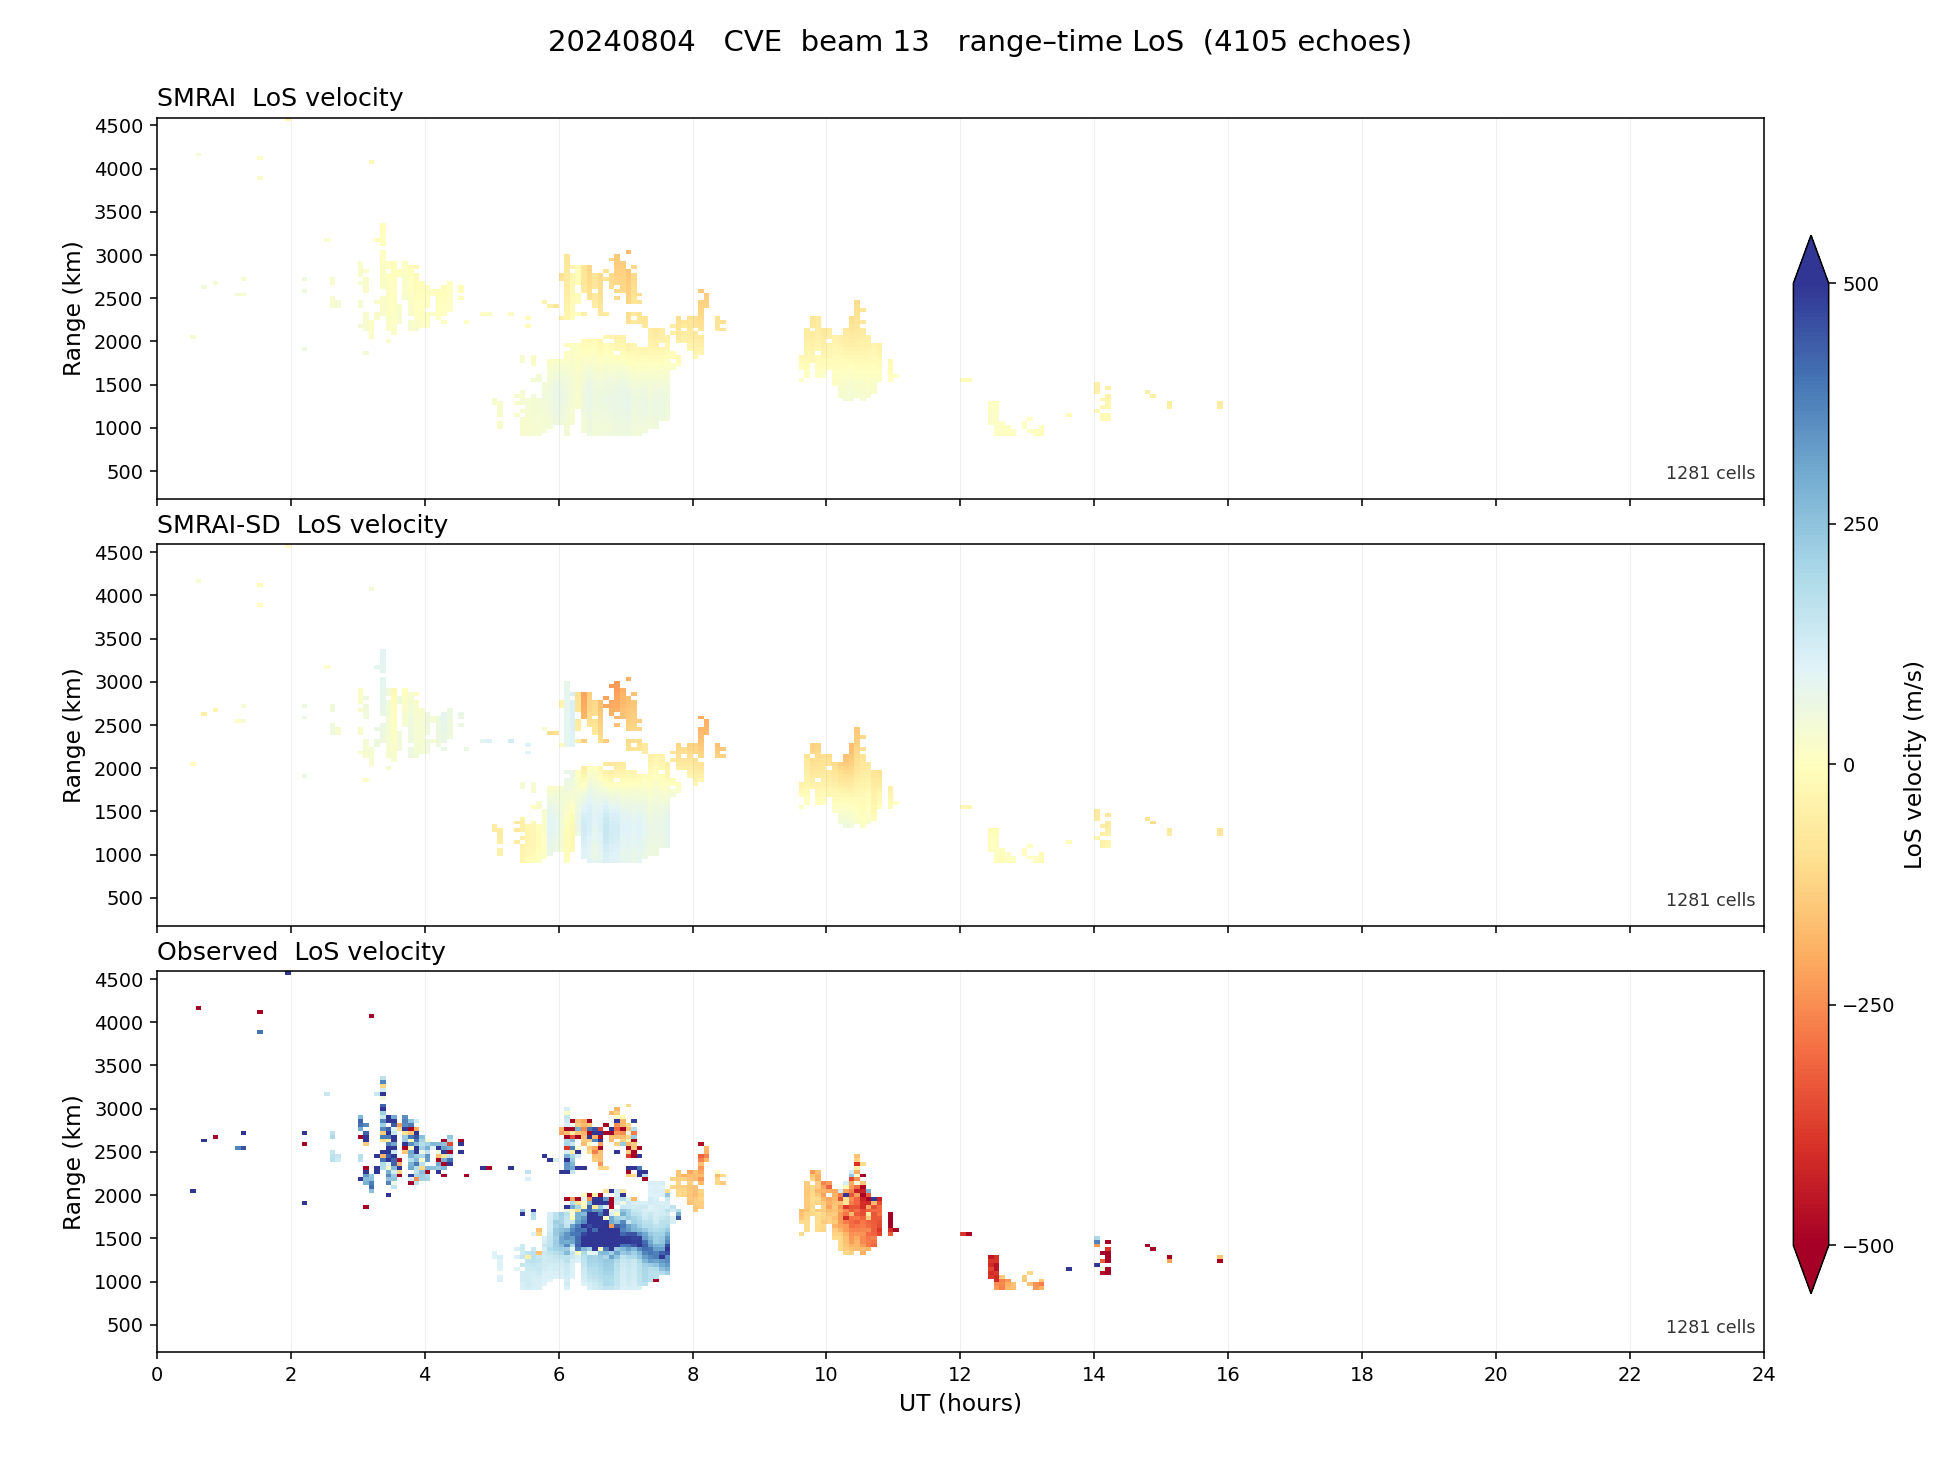 20240804 CVE beam 13 range–time LoS (4105 echoes)
SMRAI LoS velocity
4500
4000
3500
3000
2500
2000
1500
1000
500
Range (km)
1281 cells
SMRAI-SD LoS velocity
4500
4000
3500
3000
2500
2000
1500
1000
500
Range (km)
1281 cells
Observed LoS velocity
4500
4000
3500
3000
2500
2000
1500
1000
500
Range (km)
1281 cells
0 2 4 6 8 10 12 14 16 18 20 22 24
UT (hours)
500
250
0
−250
−500
LoS velocity (m/s)